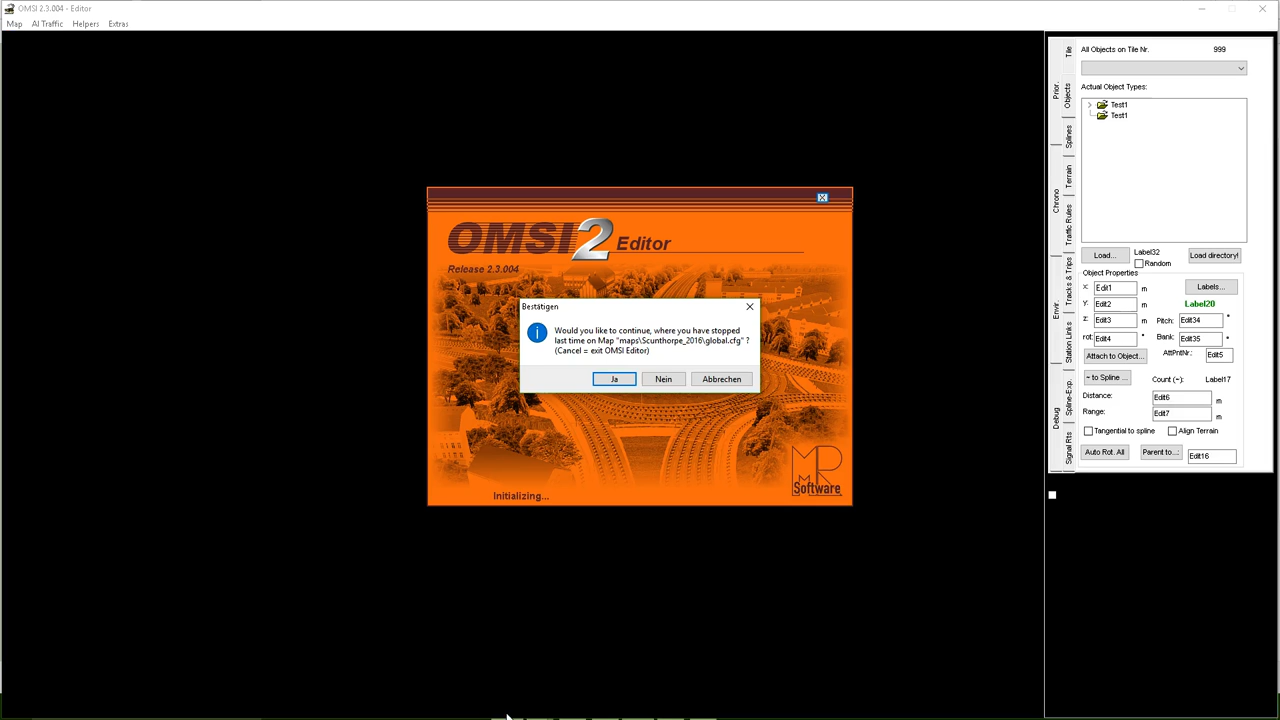 OMSI 2.3.004 - Editor
Map AI Traffic Helpers Extras
OMSI 2 Editor
Release 2.3.004
Bestätigen
Would you like to continue, where you have stopped
last time on Map "maps\Scunthorpe_2016\global.cfg" ?
(Cancel = exit OMSI Editor)
Ja Nein Abbrechen
MR Software
Initializing...
Tile
Objects
Splines
Terrain
Traffic Rules
Tracks & Trips
Station Links
Spline-Exp.
Signal Rts
Prior.
Chrono
Envir.
Debug
All Objects on Tile Nr. 999
Actual Object Types:
Test1
Test1
Load... Label32 Load directory!
Random
Object Properties
x: Edit1 m Labels...
y: Edit2 m Label20
z: Edit3 m Pitch: Edit34 °
rot: Edit4 ° Bank: Edit35 °
Attach to Object... AttPntNr.: Edit5
~ to Spline ... Count (~): Label17
Distance: Edit6 m
Range: Edit7 m
Tangential to spline Align Terrain
Auto Rot. All Parent to...: Edit16